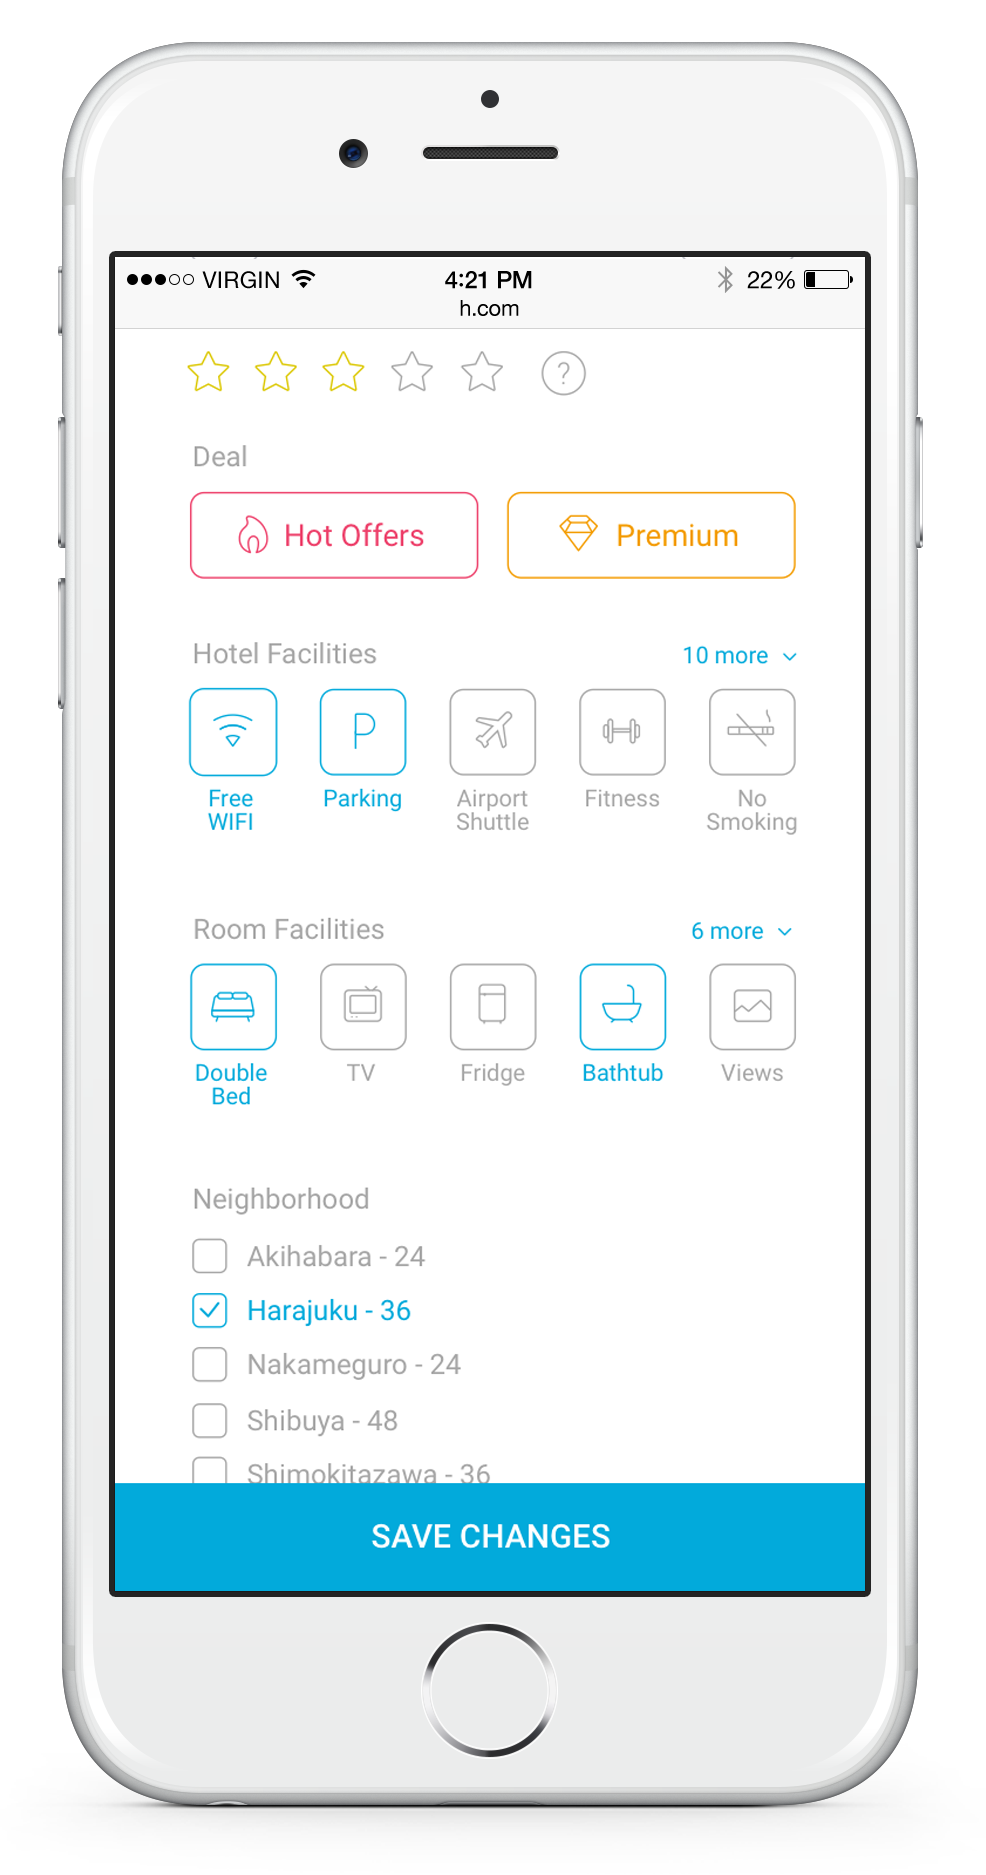 VIRGIN 4:21 PM 22%
h.com
?
Deal
Hot Offers Premium
Hotel Facilities 10 more
P
Free Parking Airport Fitness No
WIFI Shuttle Smoking
Room Facilities 6 more
Double TV Fridge Bathtub Views
Bed
Neighborhood
Akihabara - 24
Harajuku - 36
Nakameguro - 24
Shibuya - 48
Shimokitazawa - 36
SAVE CHANGES